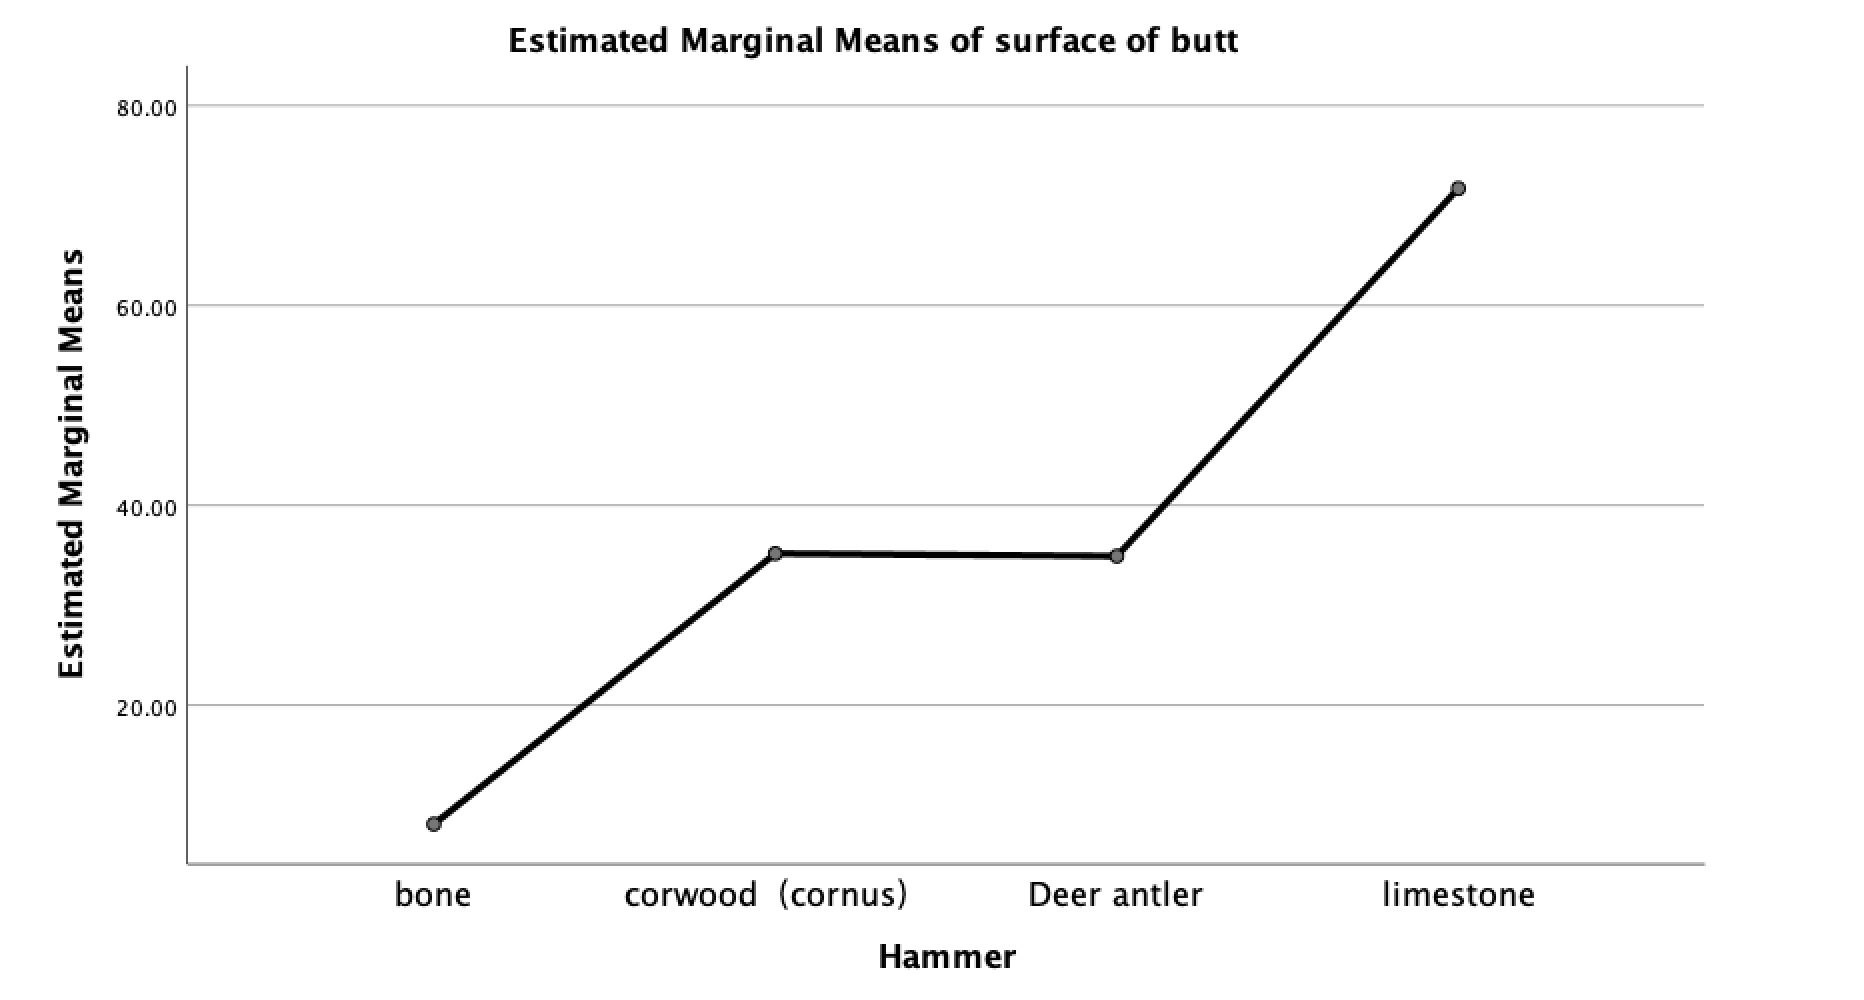 Estimated Marginal Means of surface of butt
Estimated Marginal Means
80.00
60.00
40.00
20.00
bone
corwood (cornus)
Deer antler
limestone
Hammer